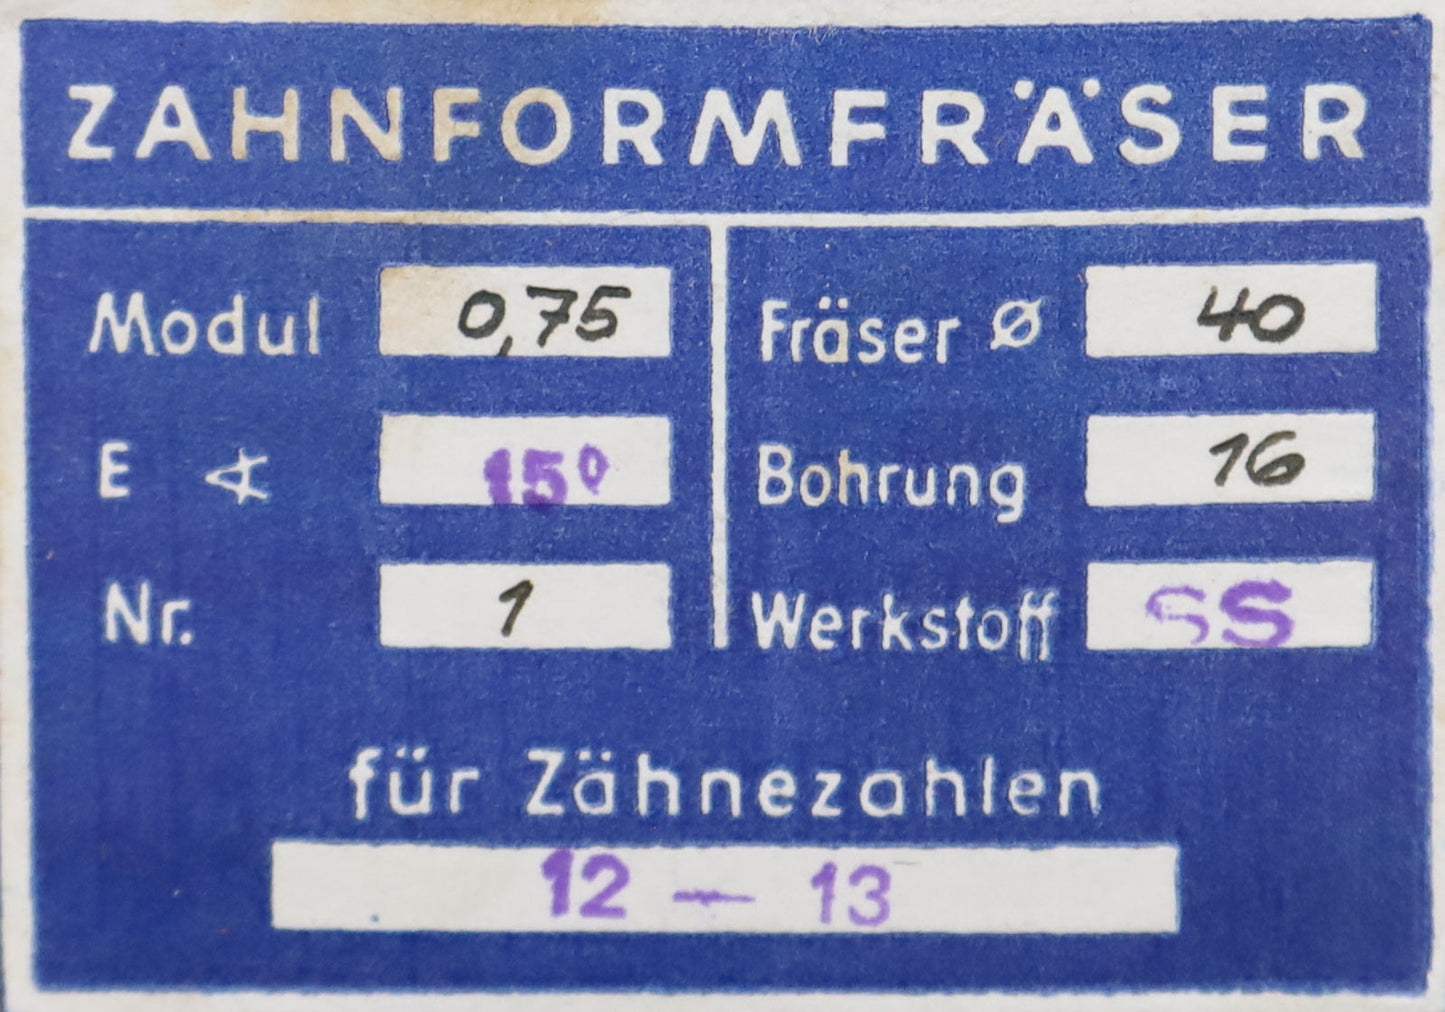 ZAHNFORMFRÄSER
Modul 0,75
E ∢ 15°
Nr. 1
Fräser Ø 40
Bohrung 16
Werkstoff SS
für Zähnezahlen
12 — 13